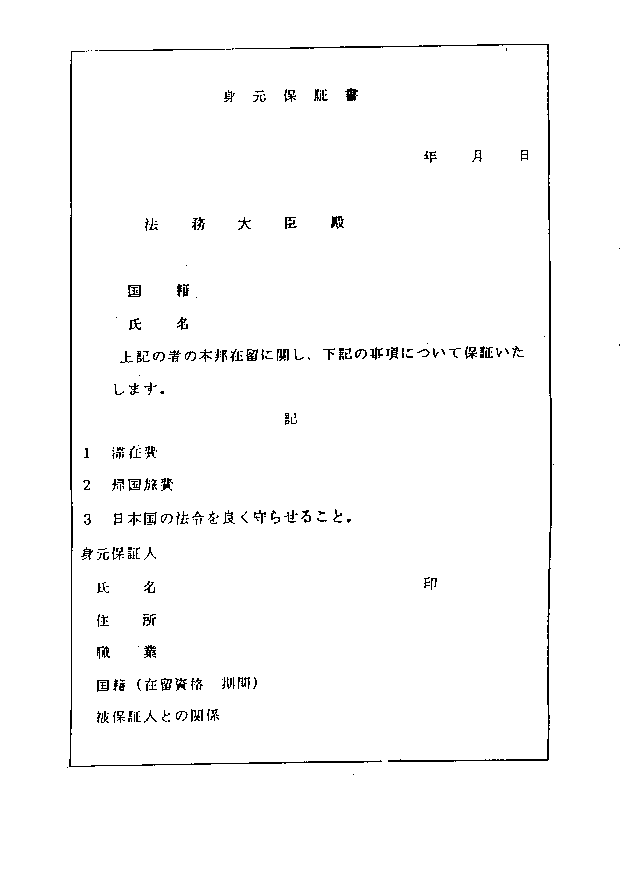 身元保証書
年 月 日
法務大臣殿
国籍
氏名
上記の者の本邦在留に関し、下記の事項について保証いた
します。
記
1 滞在費
2 帰国旅費
3 日本国の法令を良く守らせること。
身元保証人
氏名 印
住所
職業
国籍(在留資格 期間)
被保証人との関係